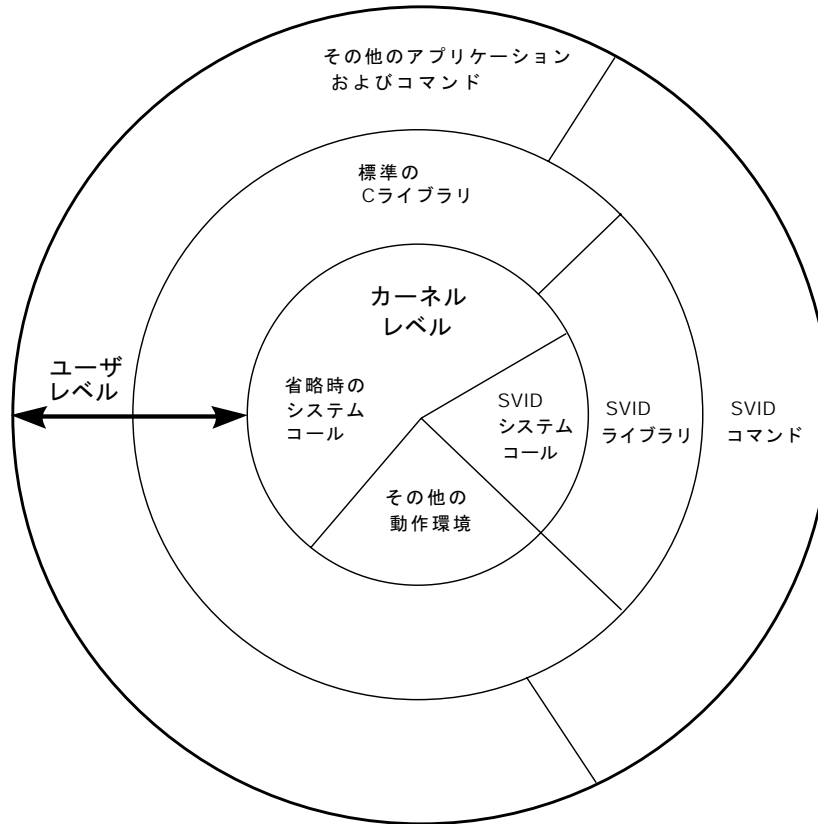 その他のアプリケーション
およびコマンド
標準の
Cライブラリ
カーネル
レベル
ユーザ
レベル
省略時の
システム
コール
SVID
システム
コール
SVID
ライブラリ
SVID
コマンド
その他の
動作環境